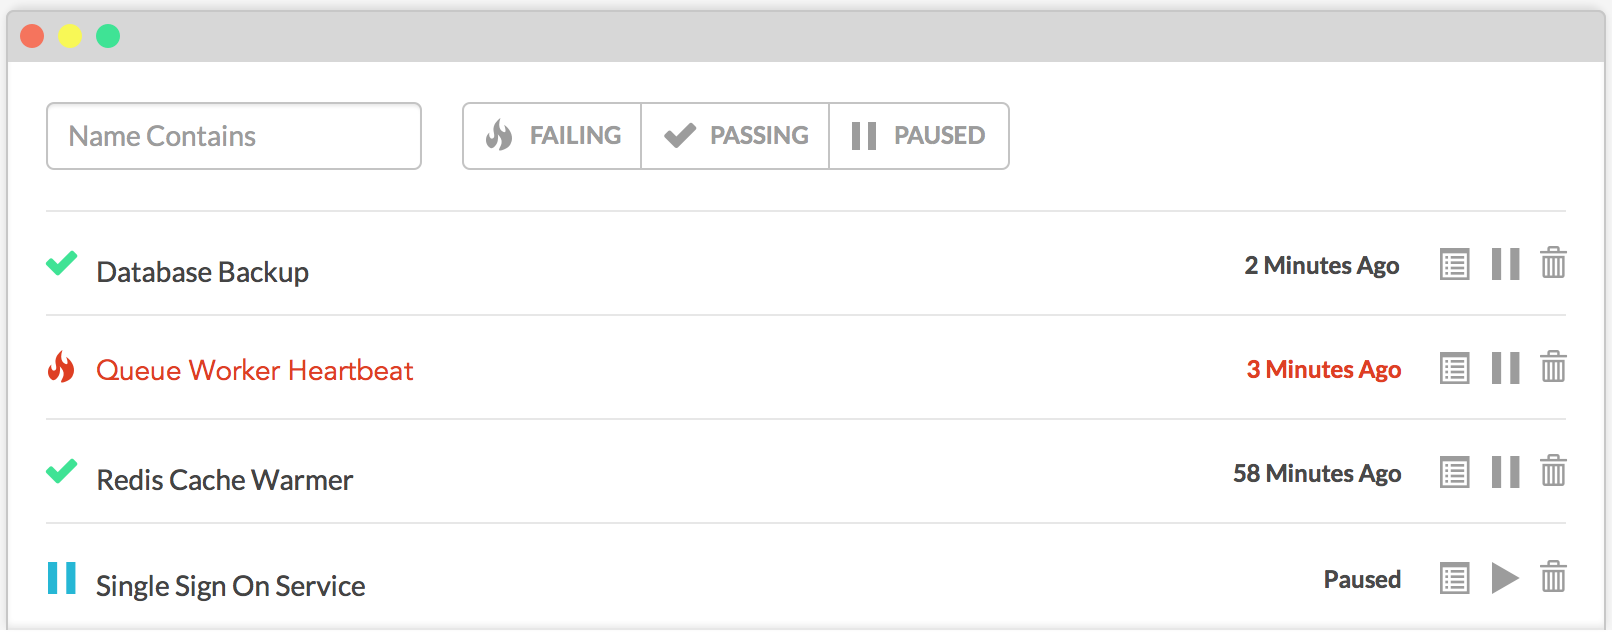 Name Contains
FAILING
PASSING
PAUSED
Database Backup
2 Minutes Ago
Queue Worker Heartbeat
3 Minutes Ago
Redis Cache Warmer
58 Minutes Ago
Single Sign On Service
Paused